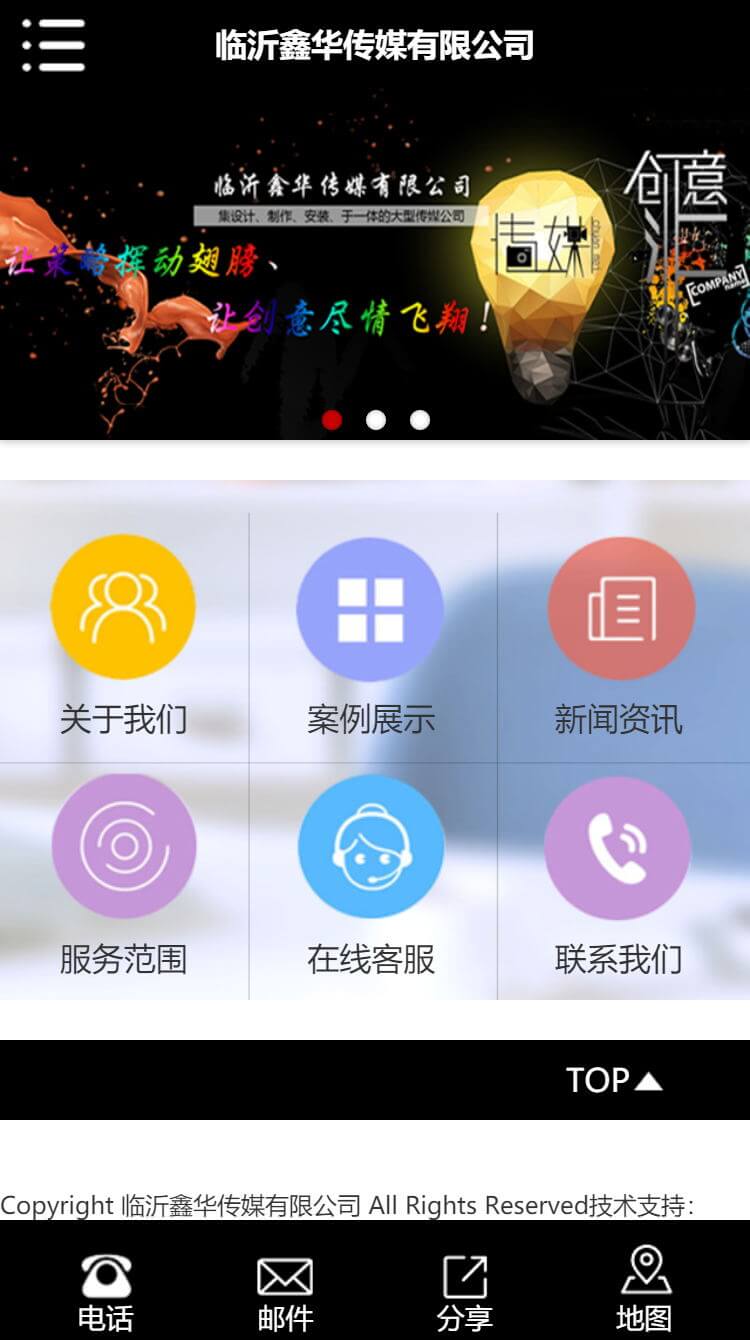 临沂鑫华传媒有限公司
临沂鑫华传媒有限公司
集设计、制作、安装、于一体的大型传媒公司
让策略挥动翅膀、
让创意尽情飞翔！
传媒
chuan mei
创意
COMPANY
name
关于我们
案例展示
新闻资讯
服务范围
在线客服
联系我们
TOP
Copyright 临沂鑫华传媒有限公司 All Rights Reserved技术支持：
电话
邮件
分享
地图